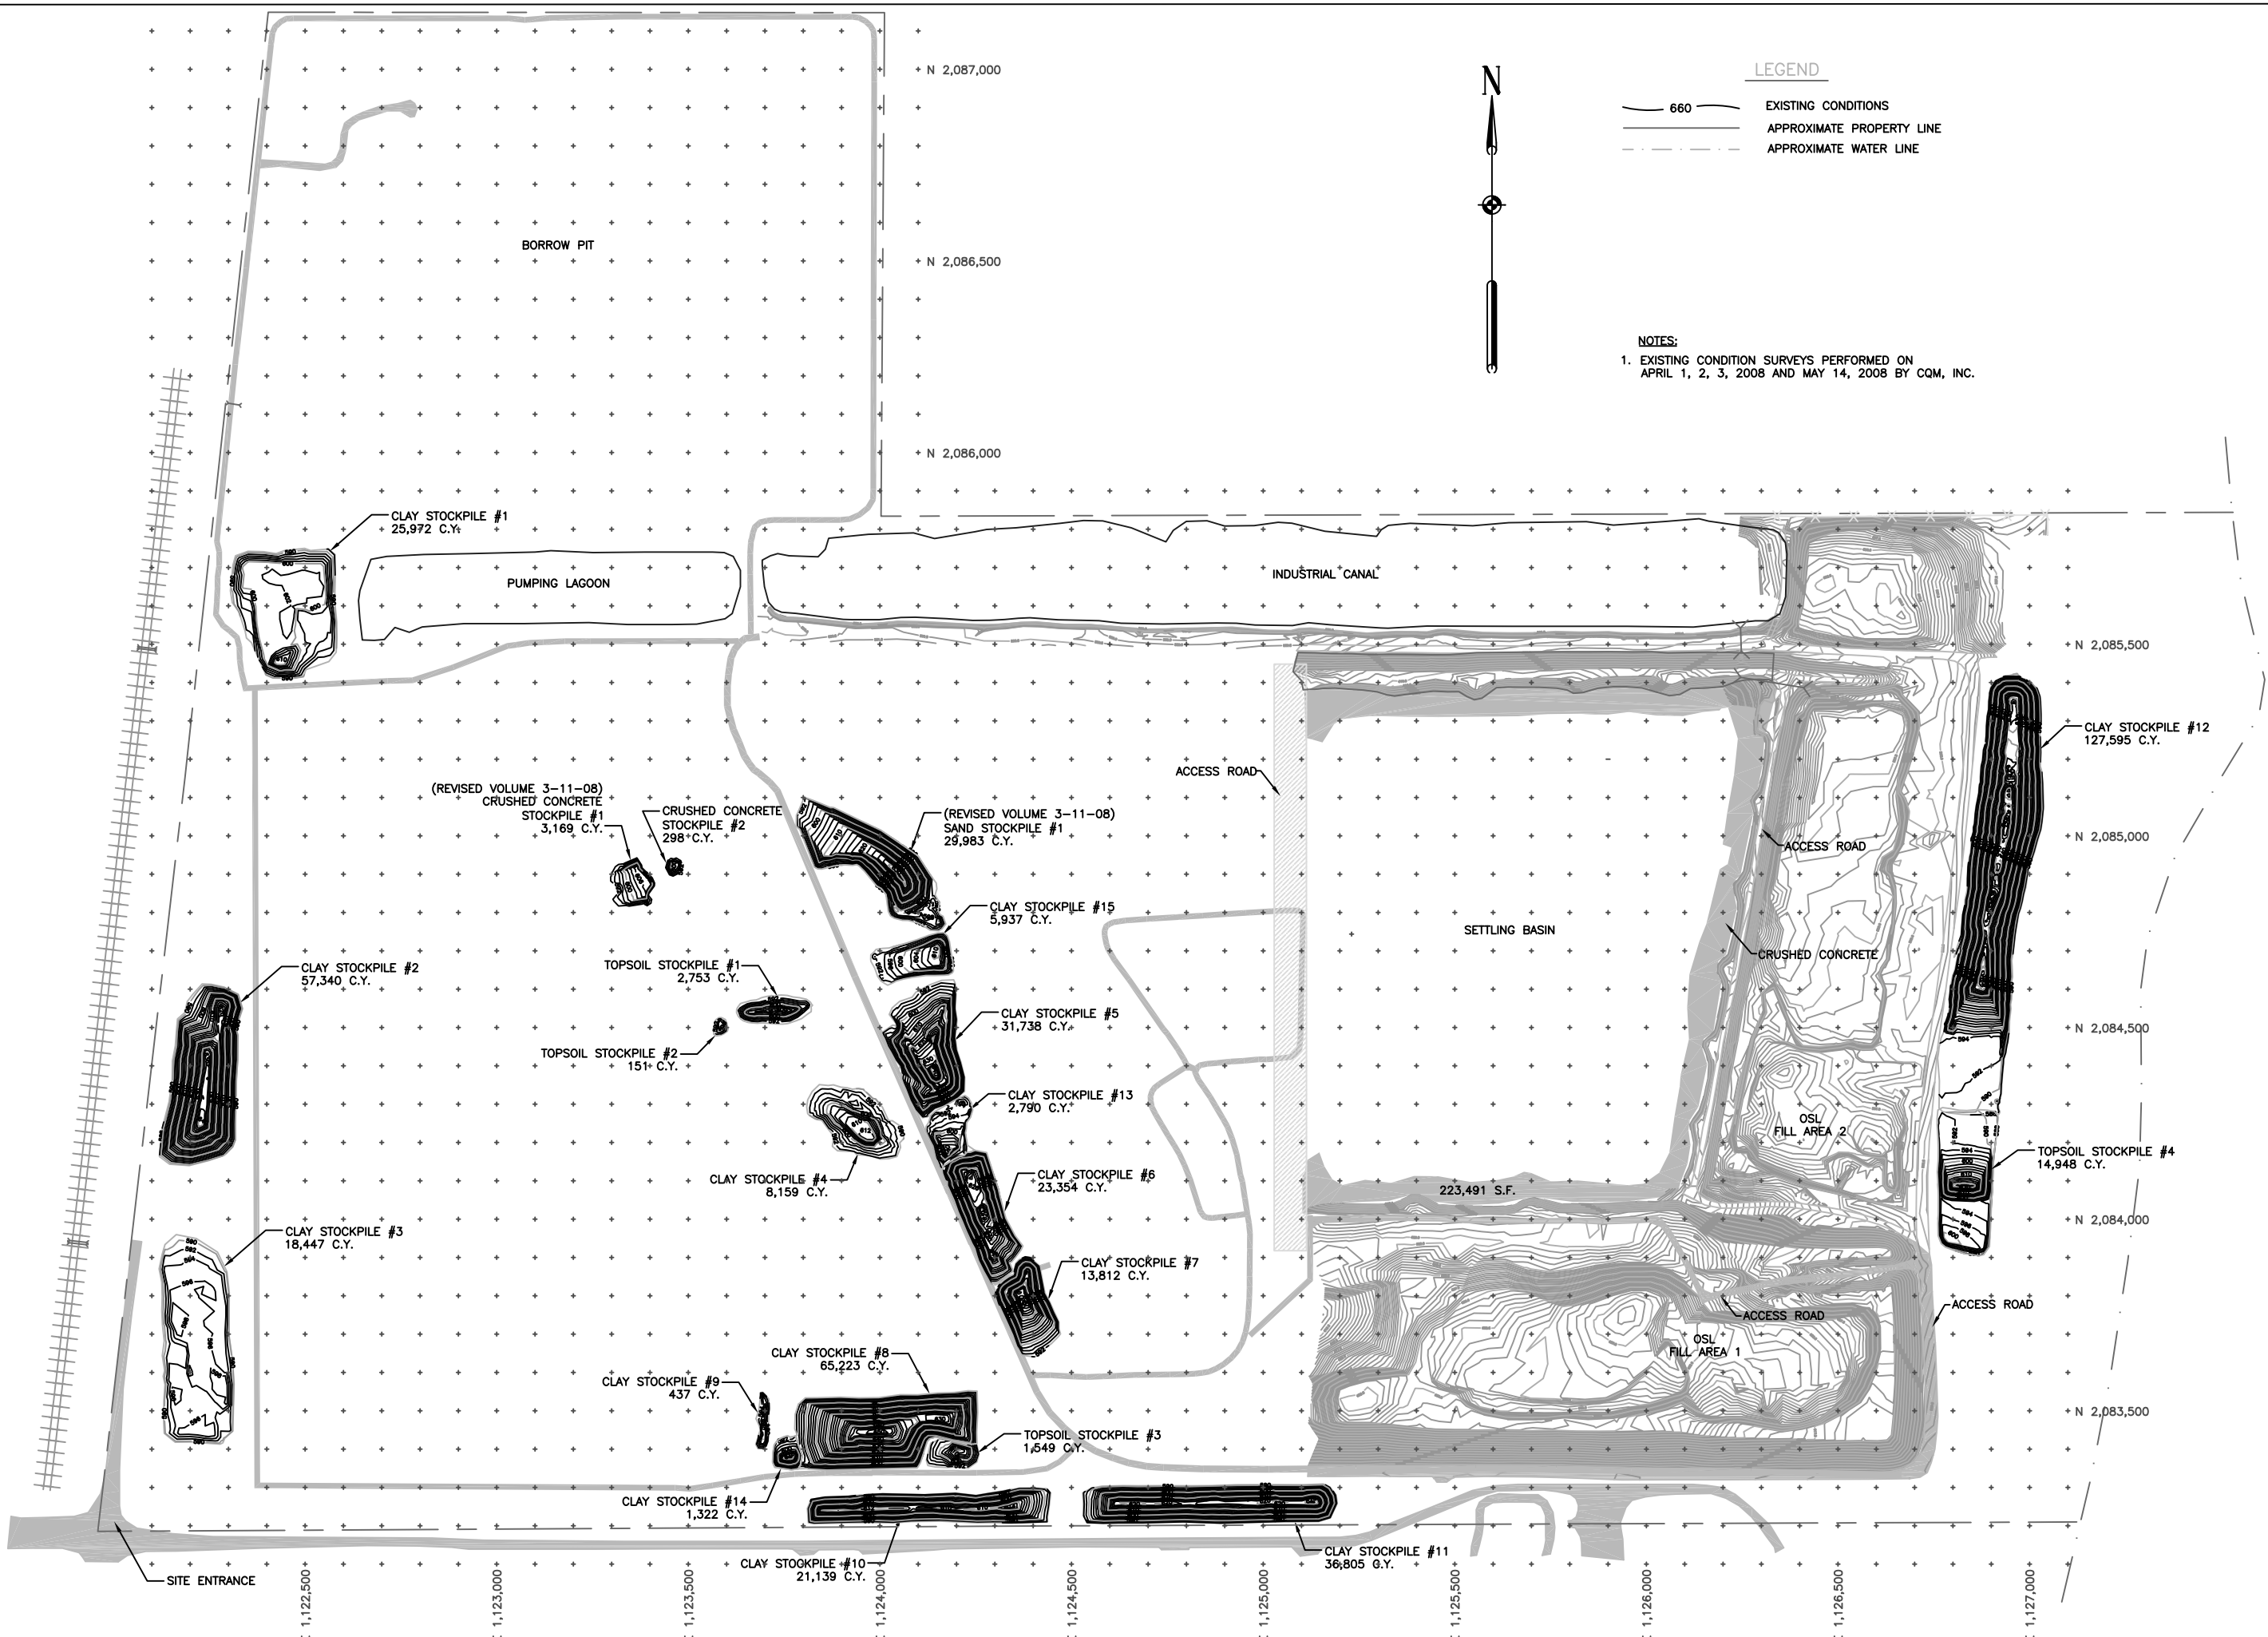 N 2,087,000
N 2,086,500
N 2,086,000
N
LEGEND
660
EXISTING CONDITIONS
APPROXIMATE PROPERTY LINE
APPROXIMATE WATER LINE
NOTES:
1. EXISTING CONDITION SURVEYS PERFORMED ON
APRIL 1, 2, 3, 2008 AND MAY 14, 2008 BY CQM, INC.
BORROW PIT
CLAY STOCKPILE #1
25,972 C.Y.
PUMPING LAGOON
INDUSTRIAL CANAL
N 2,085,500
CLAY STOCKPILE #12
127,595 C.Y.
ACCESS ROAD
(REVISED VOLUME 3-11-08)
CRUSHED CONCRETE
STOCKPILE #1
3,169 C.Y.
CRUSHED CONCRETE
STOCKPILE #2
298 C.Y.
(REVISED VOLUME 3-11-08)
SAND STOCKPILE #1
29,983 C.Y.
N 2,085,000
ACCESS ROAD
CLAY STOCKPILE #15
5,937 C.Y.
SETTLING BASIN
CRUSHED CONCRETE
CLAY STOCKPILE #2
57,340 C.Y.
TOPSOIL STOCKPILE #1
2,753 C.Y.
CLAY STOCKPILE #5
31,738 C.Y.
N 2,084,500
TOPSOIL STOCKPILE #2
151 C.Y.
CLAY STOCKPILE #13
2,790 C.Y.
OSL
FILL AREA 2
TOPSOIL STOCKPILE #4
14,948 C.Y.
CLAY STOCKPILE #4
8,159 C.Y.
CLAY STOCKPILE #6
23,354 C.Y.
223,491 S.F.
N 2,084,000
CLAY STOCKPILE #3
18,447 C.Y.
CLAY STOCKPILE #7
13,812 C.Y.
ACCESS ROAD
ACCESS ROAD
OSL
FILL AREA 1
CLAY STOCKPILE #8
65,223 C.Y.
CLAY STOCKPILE #9
437 C.Y.
N 2,083,500
TOPSOIL STOCKPILE #3
1,549 C.Y.
CLAY STOCKPILE #14
1,322 C.Y.
CLAY STOCKPILE #10
21,139 C.Y.
CLAY STOCKPILE #11
36,805 C.Y.
SITE ENTRANCE
1,122,500
1,123,000
1,123,500
1,124,000
1,124,500
1,125,000
1,125,500
1,126,000
1,126,500
1,127,000